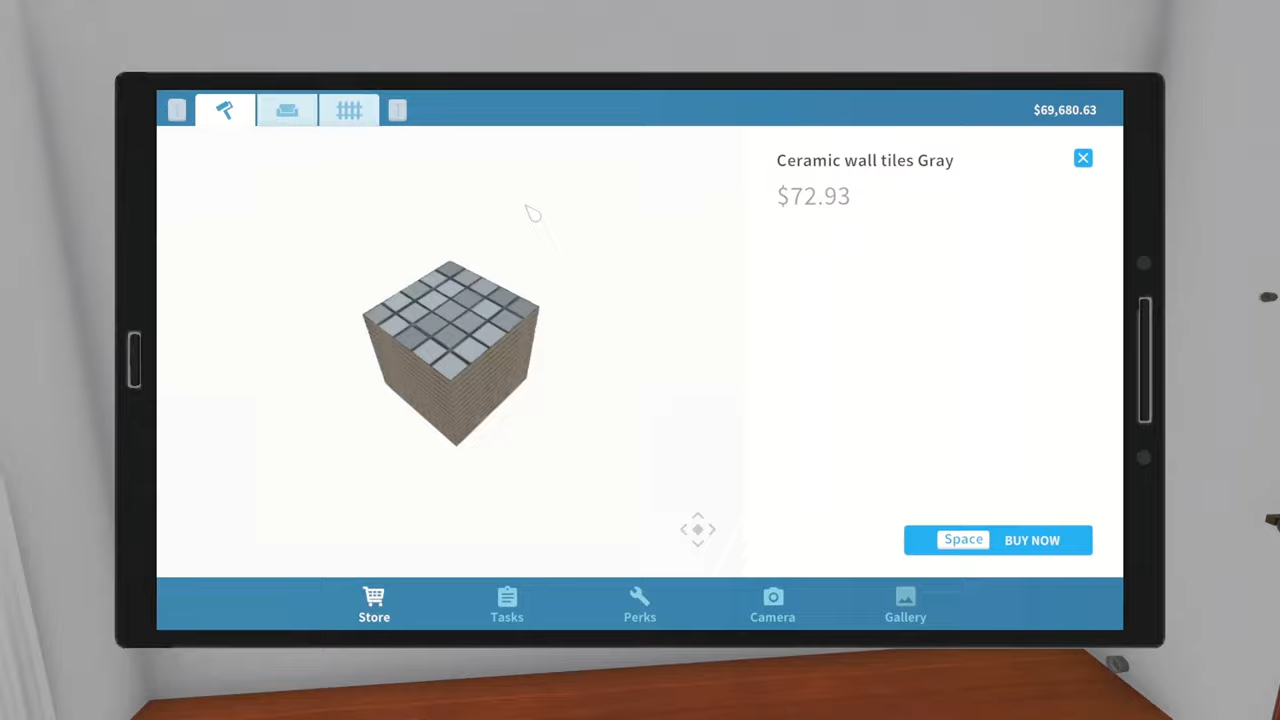 $69,680.63
Ceramic wall tiles Gray
$72.93
Space BUY NOW
Store Tasks Perks Camera Gallery